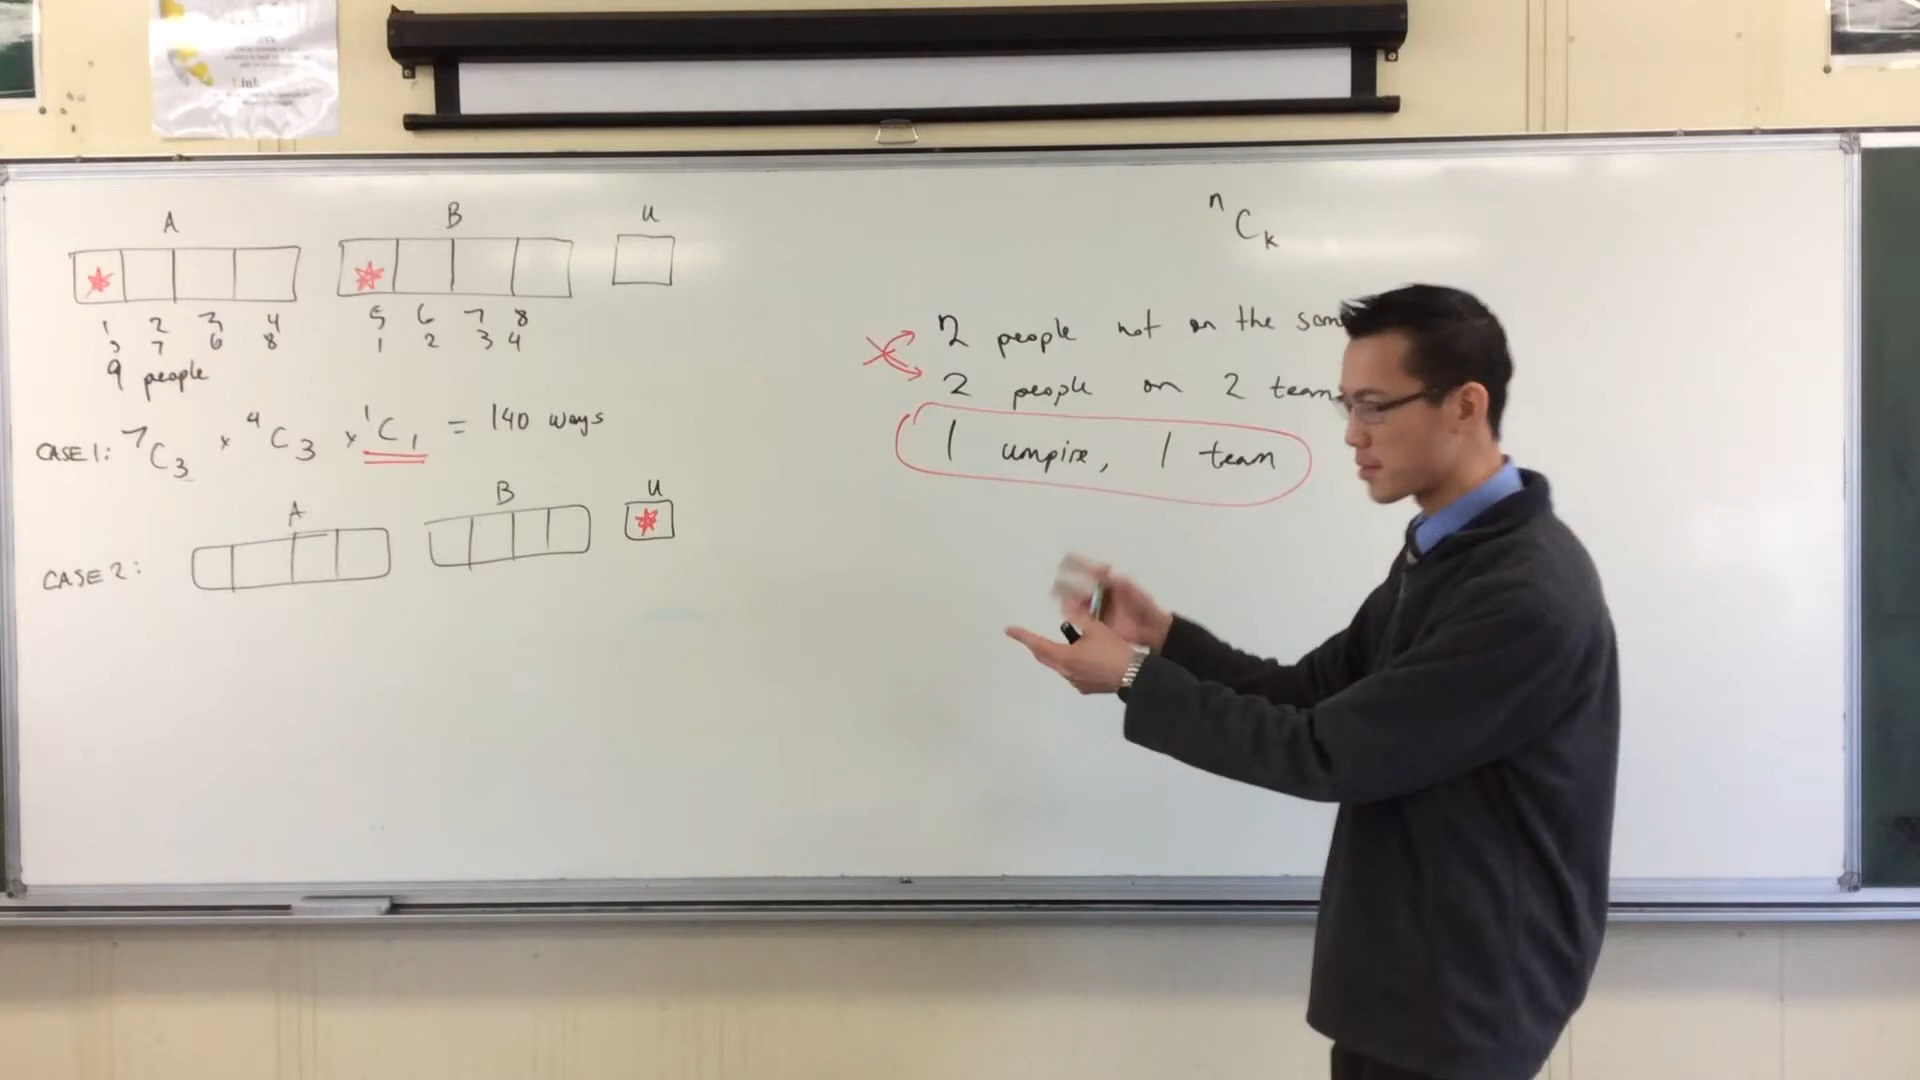 A B u
1 2 3 4 5 6 7 8
5 7 6 8 1 2 3 4
9 people
CASE 1: ⁷C₃ × ⁴C₃ × ¹C₁ = 140 ways
A B u
CASE 2:
ⁿCₖ
2 people not on the same
2 people on 2 teams
1 umpire, 1 team